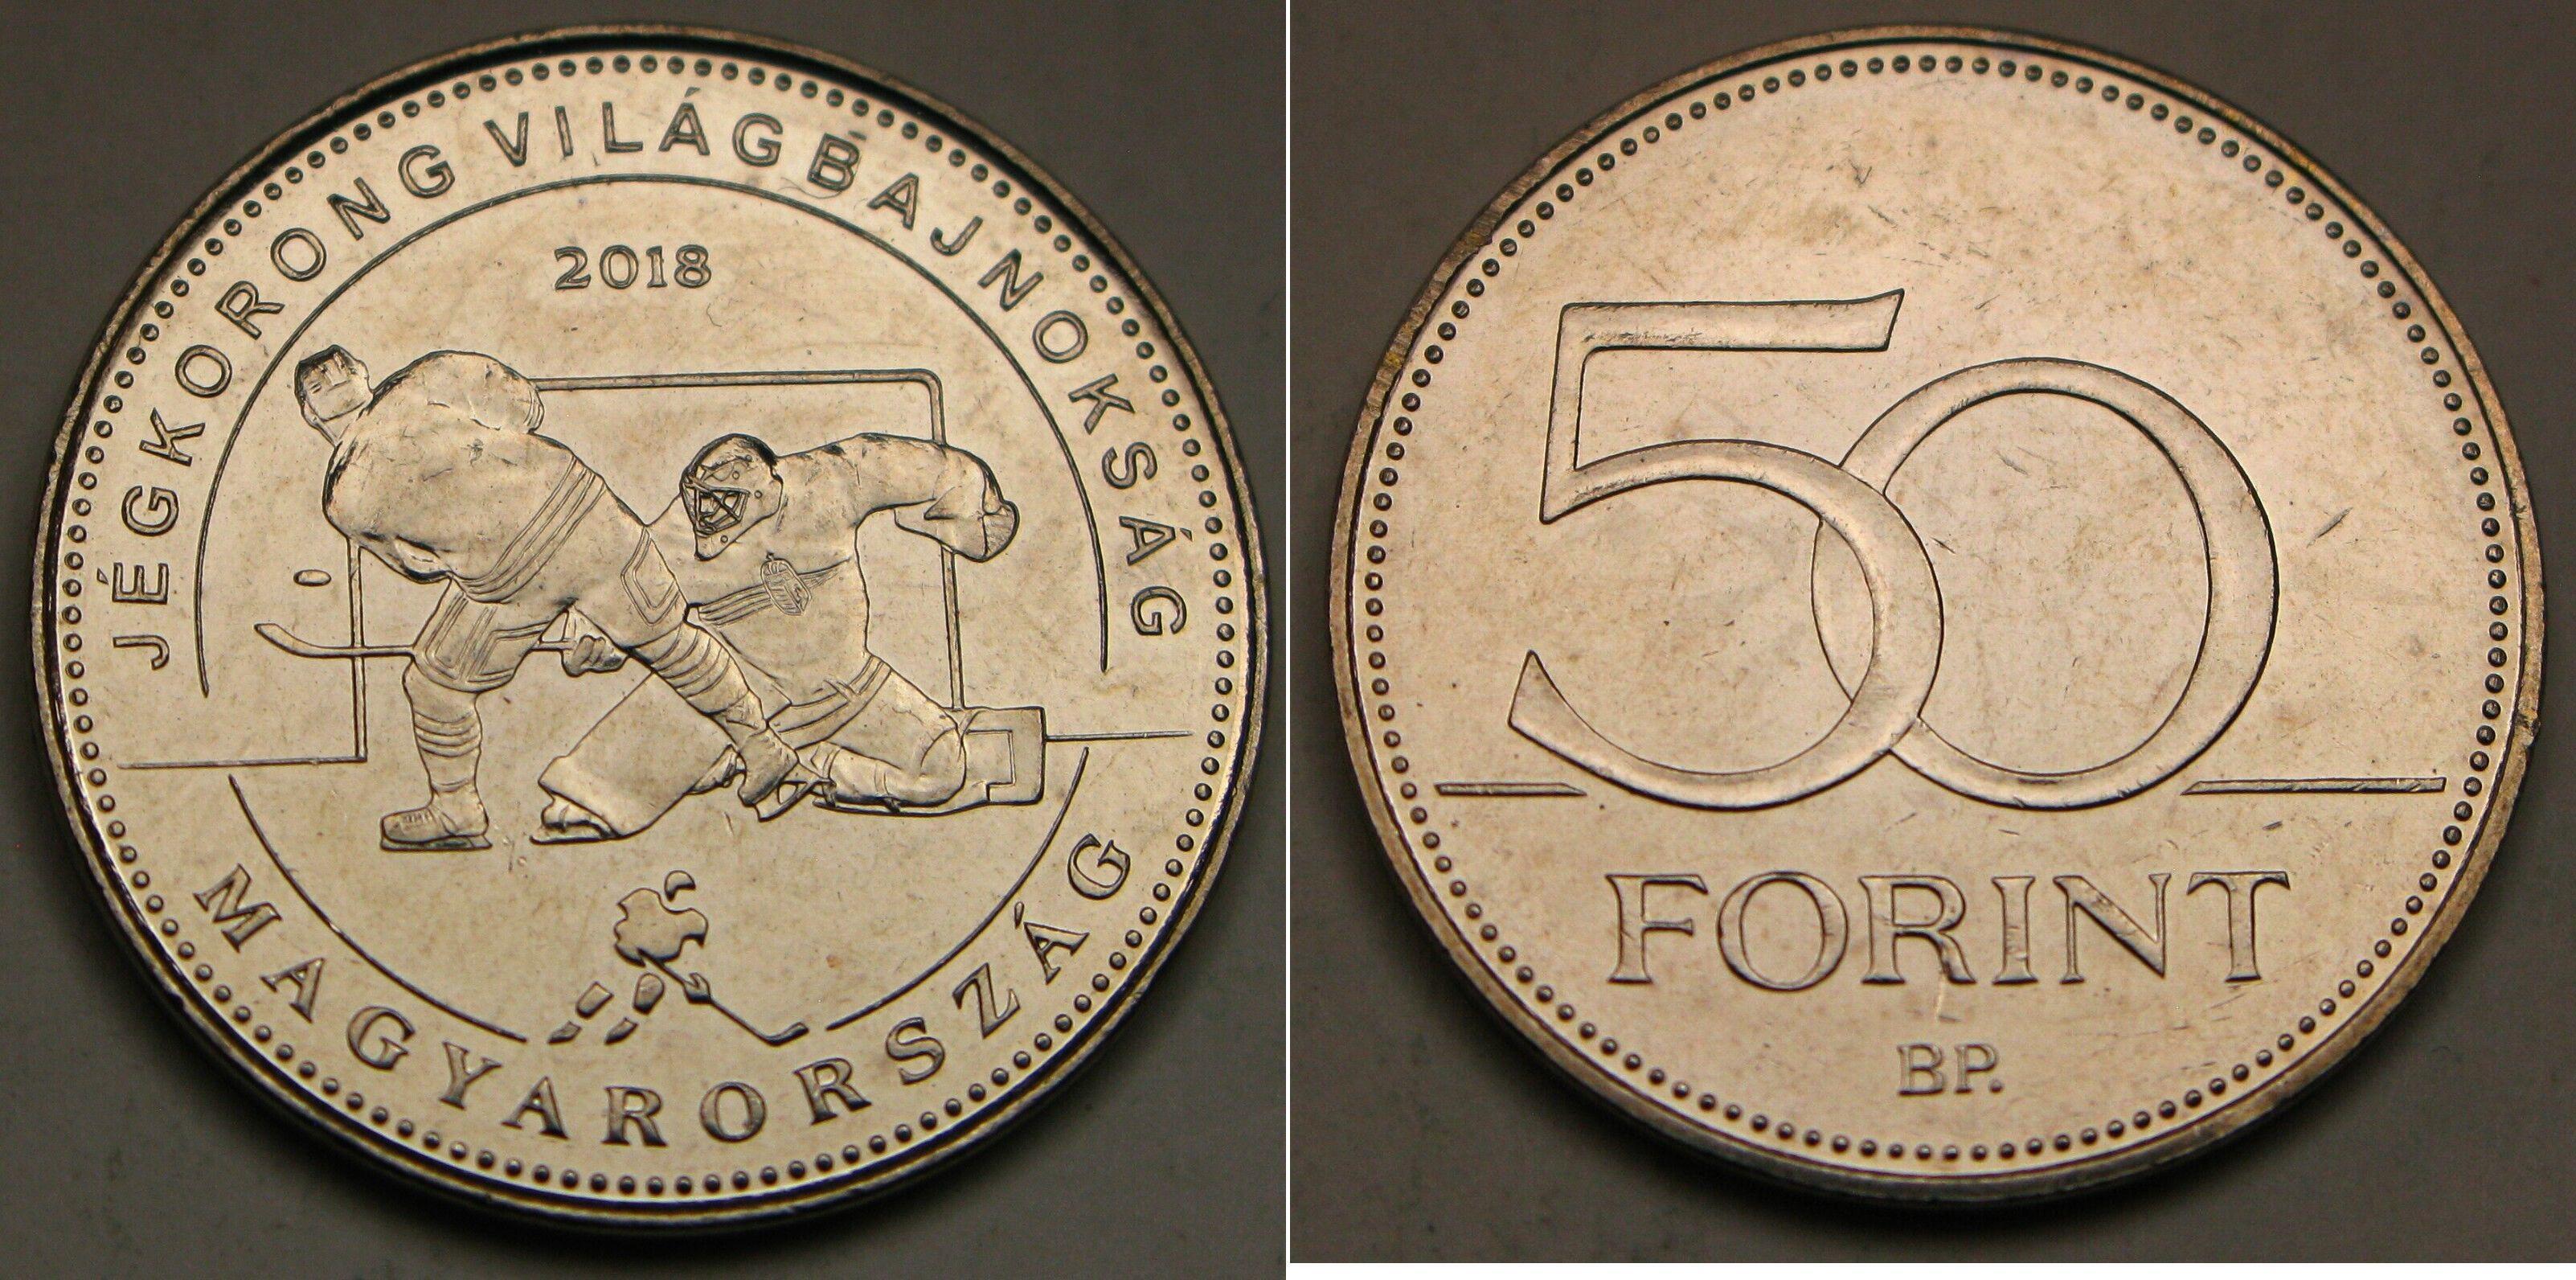 JÉGKORONG VILÁGBAJNOKSÁG
2018
MAGYARORSZÁG
50
FORINT
BP.